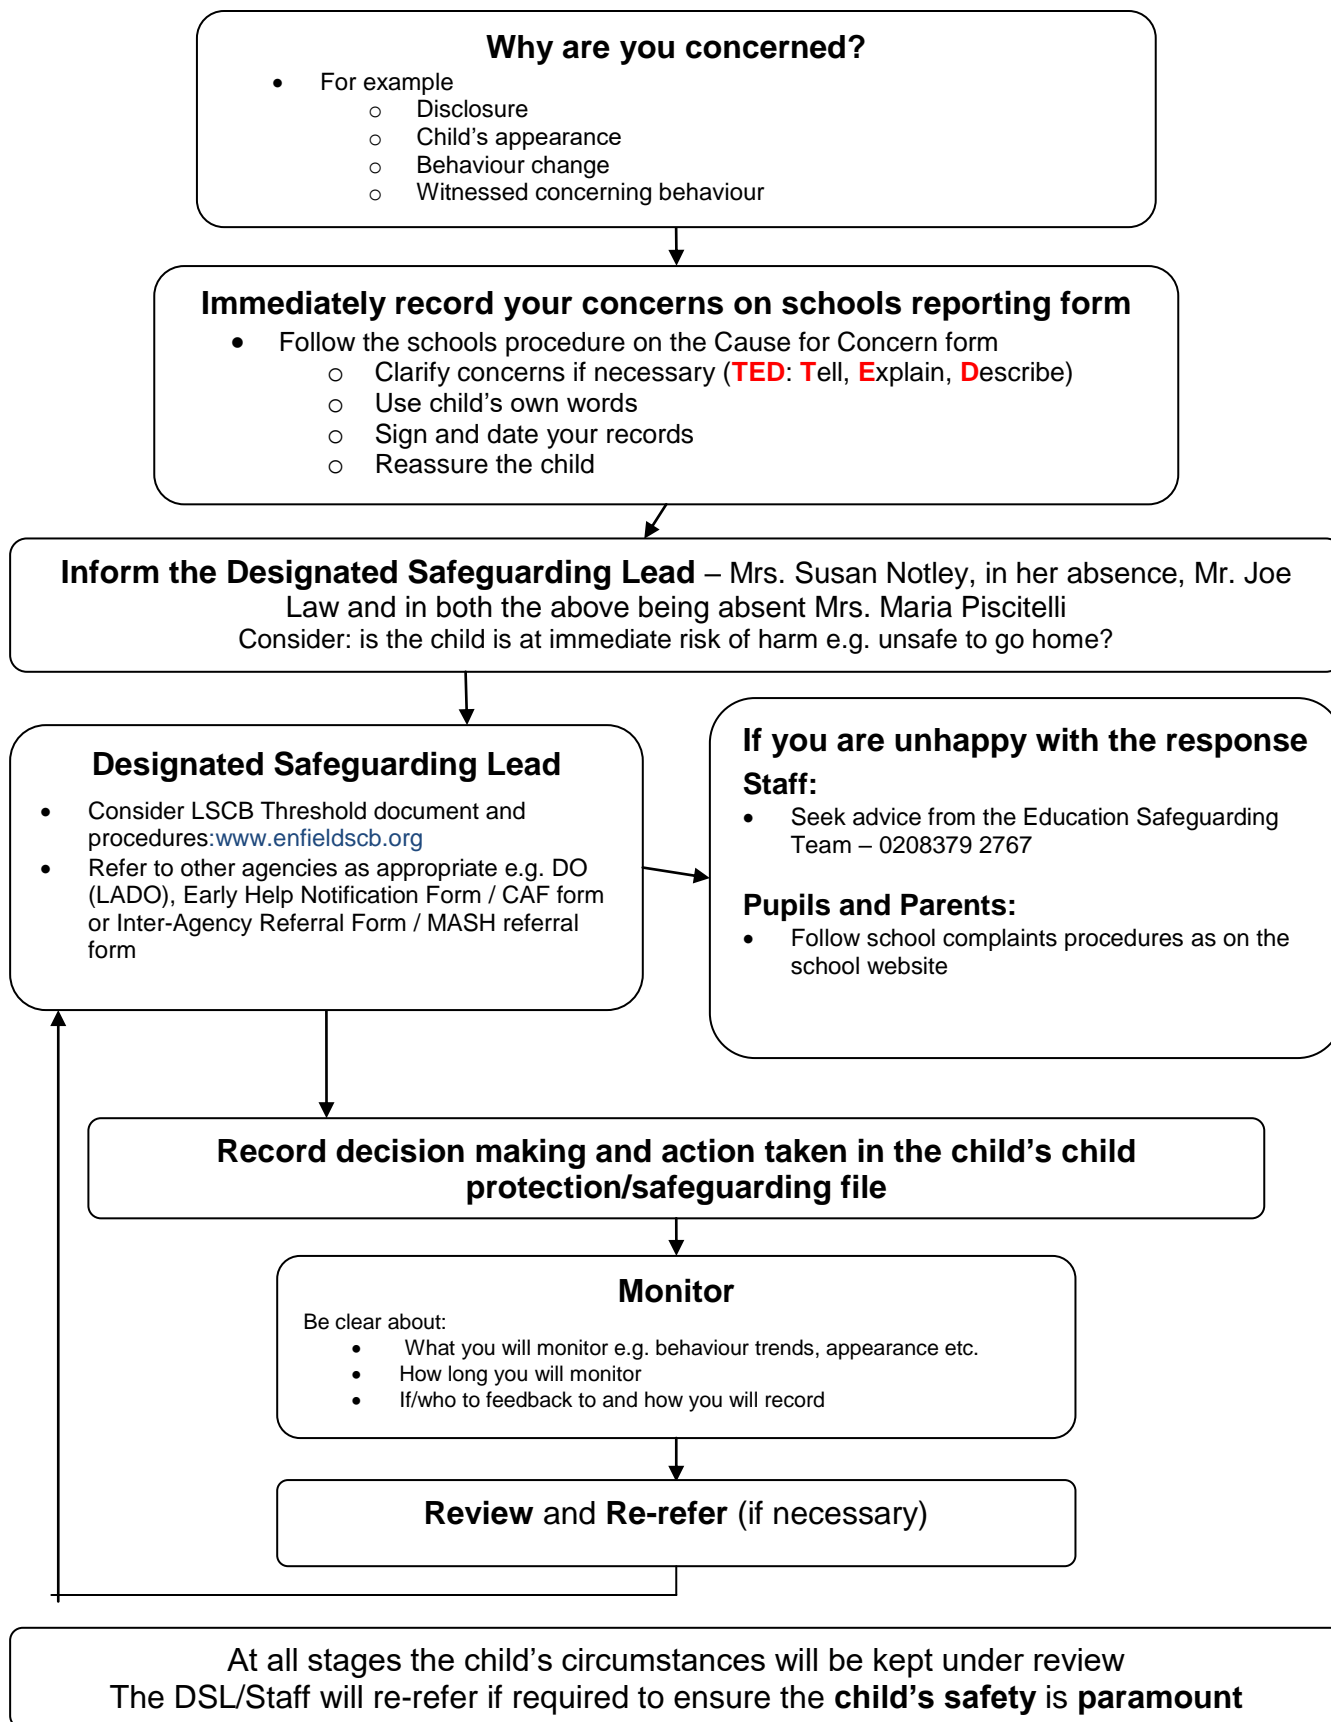 Why are you concerned?
• For example
o Disclosure
o Child’s appearance
o Behaviour change
o Witnessed concerning behaviour
Immediately record your concerns on schools reporting form
• Follow the schools procedure on the Cause for Concern form
o Clarify concerns if necessary (TED: Tell, Explain, Describe)
o Use child’s own words
o Sign and date your records
o Reassure the child
Inform the Designated Safeguarding Lead – Mrs. Susan Notley, in her absence, Mr. Joe
Law and in both the above being absent Mrs. Maria Piscitelli
Consider: is the child is at immediate risk of harm e.g. unsafe to go home?
Designated Safeguarding Lead
• Consider LSCB Threshold document and
procedures:www.enfieldscb.org
• Refer to other agencies as appropriate e.g. DO
(LADO), Early Help Notification Form / CAF form
or Inter-Agency Referral Form / MASH referral
form
If you are unhappy with the response
Staff:
• Seek advice from the Education Safeguarding
Team – 0208379 2767
Pupils and Parents:
• Follow school complaints procedures as on the
school website
Record decision making and action taken in the child’s child
protection/safeguarding file
Monitor
Be clear about:
• What you will monitor e.g. behaviour trends, appearance etc.
• How long you will monitor
• If/who to feedback to and how you will record
Review and Re-refer (if necessary)
At all stages the child’s circumstances will be kept under review
The DSL/Staff will re-refer if required to ensure the child’s safety is paramount